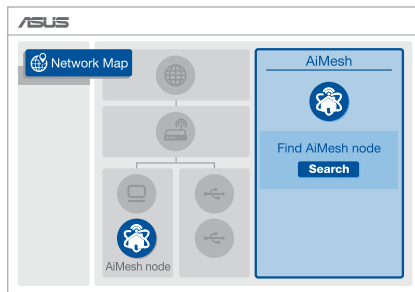 ASUS
Network Map
AiMesh
Find AiMesh node
Search
AiMesh node